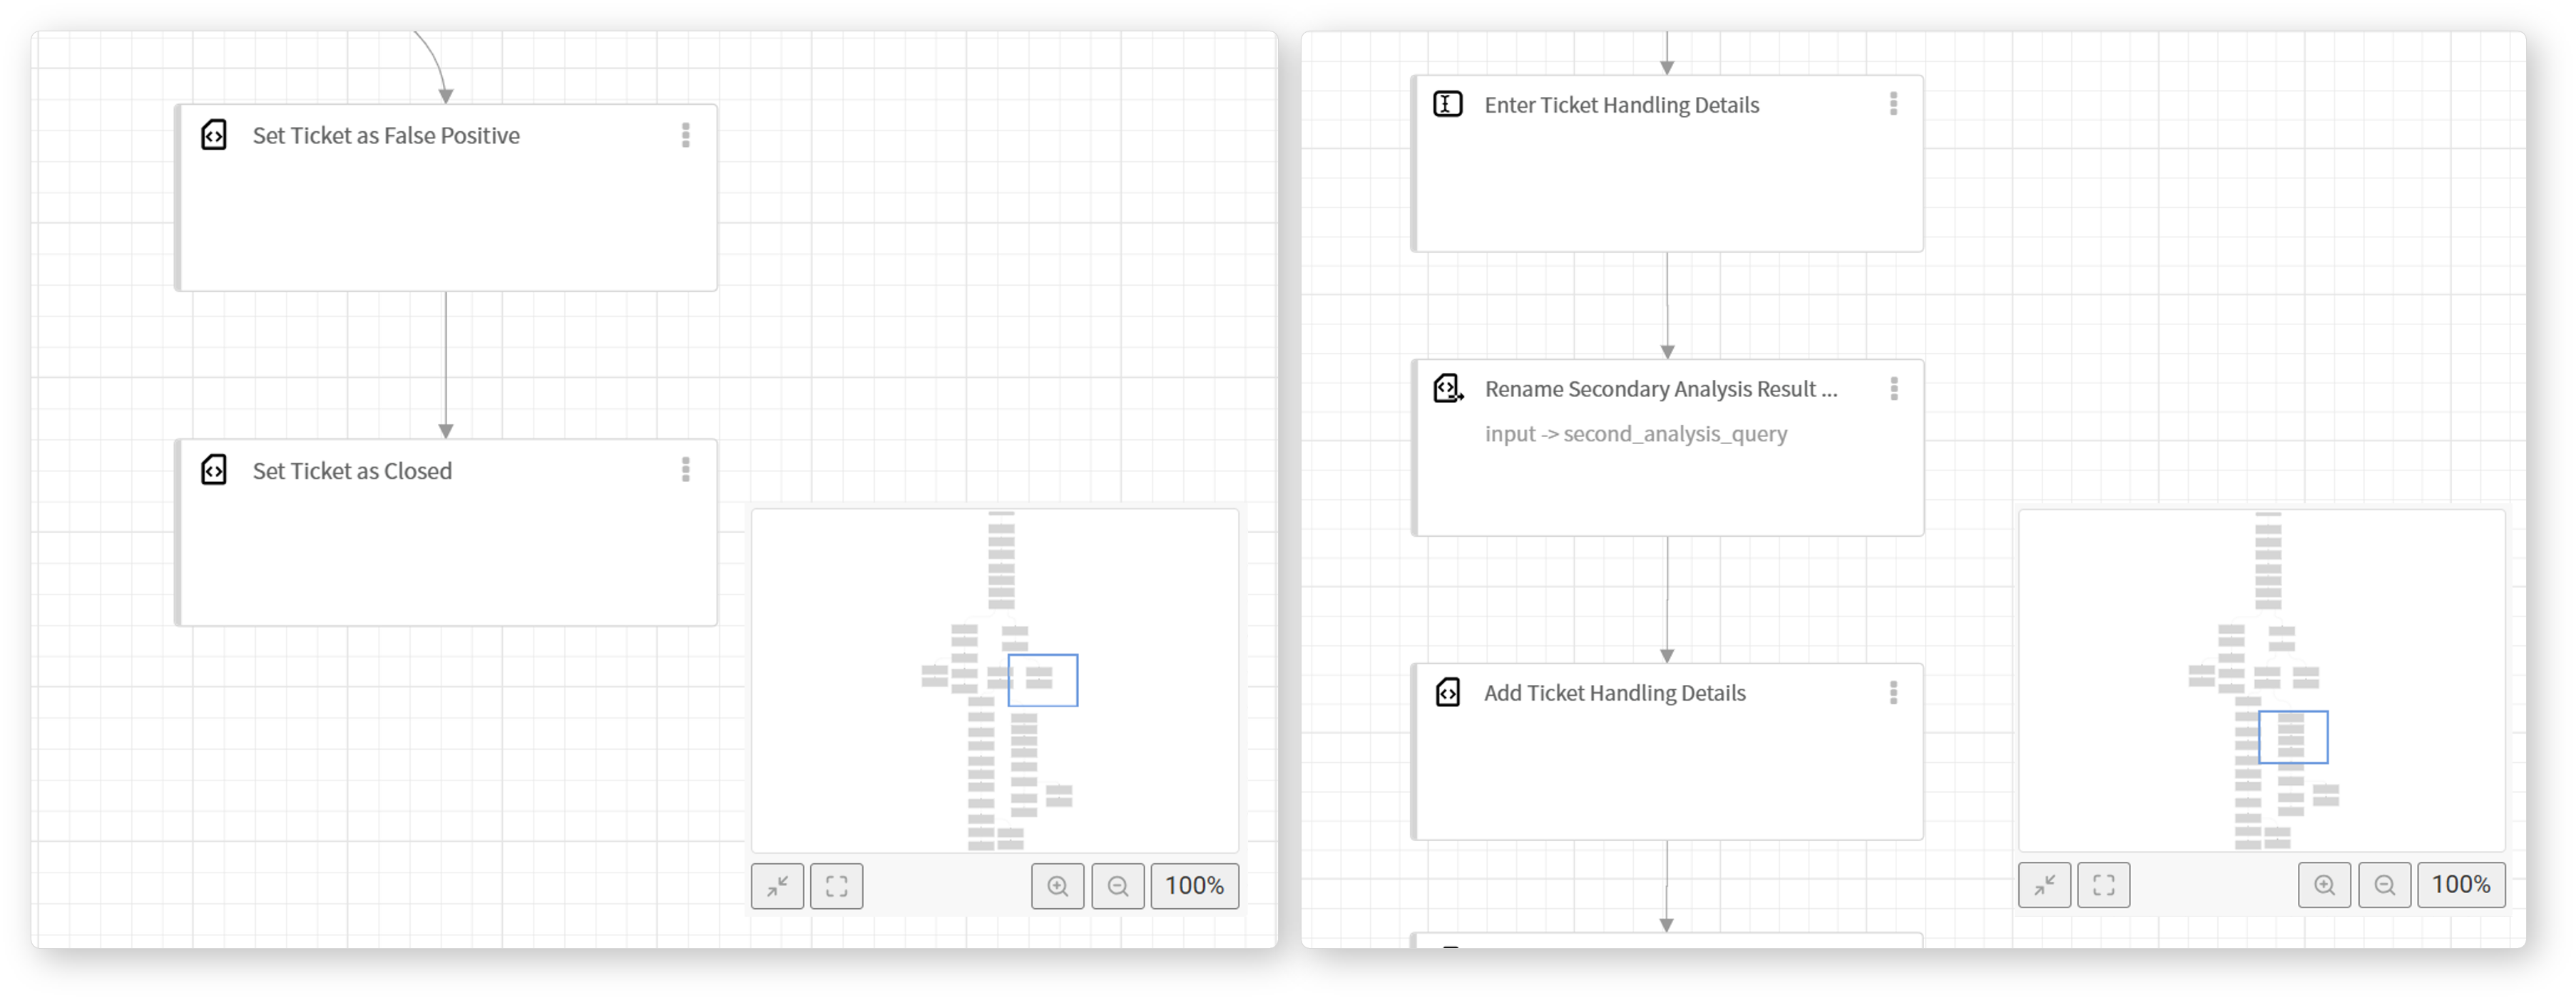 Set Ticket as False Positive
Set Ticket as Closed
100%
Enter Ticket Handling Details
Rename Secondary Analysis Result ...
input -> second_analysis_query
Add Ticket Handling Details
100%